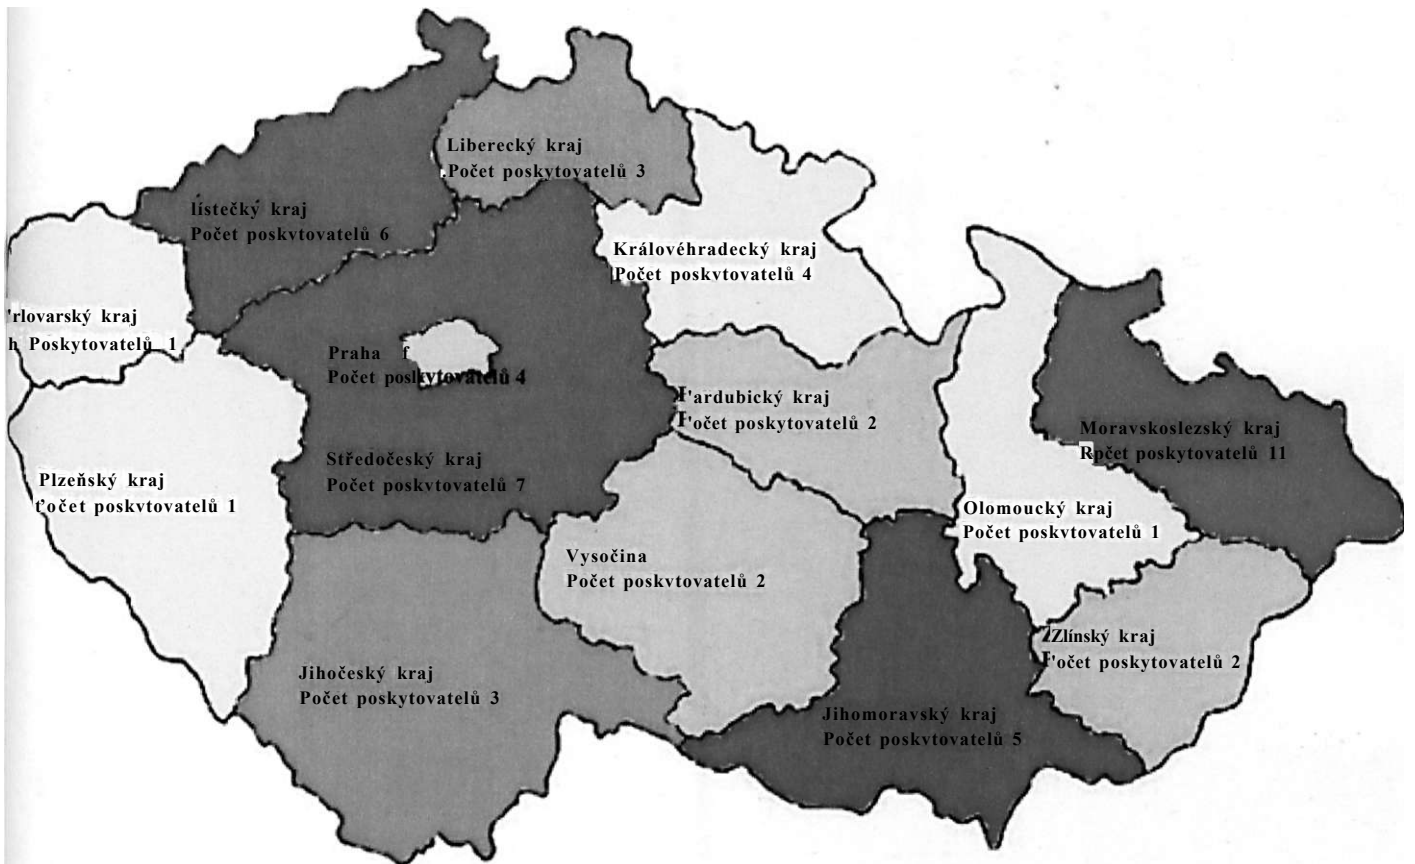 Liberecký kraj
Počet poskytovatelů 3
lístečký kraj
Počet poskvtovatelů 6
Královéhradecký kraj
Počet poskvtovatelů 4
'rlovarský kraj
h Poskytovatelů 1
Praha f
Počet poskytovatelů 4
Pardubický kraj
Počet poskytovatelů 2
Moravskoslezský kraj
Rpčet poskytovatelů 11
Středočeský kraj
Počet poskvtovatelů 7
Plzeňský kraj
ťočet poskvtovatelů 1
Olomoucký kraj
Počet poskvtovatelů 1
Vysočina
Počet poskvtovatelů 2
Zlínský kraj
r'očet poskytovatelů 2
Jihočeský kraj
Počet poskytovatelů 3
Jihomoravský kraj
Počet poskvtovatelů 5